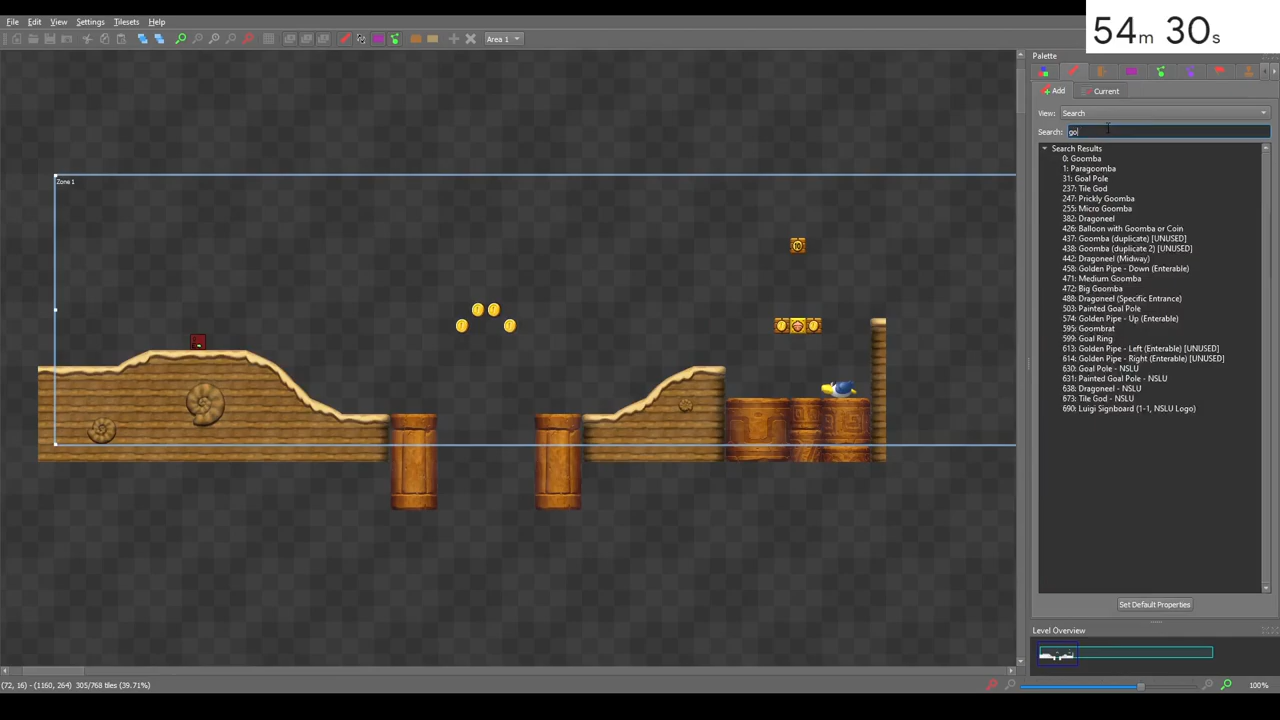 54m 30s
File Edit View Settings Tilesets Help
Area 1
Palette
Add Current
View: Search
Search: go
Search Results
0: Goomba
1: Paragoomba
31: Goal Pole
237: Tile God
247: Prickly Goomba
255: Micro Goomba
382: Dragoneel
426: Balloon with Goomba or Coin
437: Goomba (duplicate) [UNUSED]
438: Goomba (duplicate 2) [UNUSED]
442: Dragoneel (Midway)
458: Golden Pipe - Down (Enterable)
471: Medium Goomba
472: Big Goomba
488: Dragoneel (Specific Entrance)
503: Painted Goal Pole
574: Golden Pipe - Up (Enterable)
595: Goombrat
599: Goal Ring
613: Golden Pipe - Left (Enterable) [UNUSED]
614: Golden Pipe - Right (Enterable) [UNUSED]
630: Goal Pole - NSLU
631: Painted Goal Pole - NSLU
638: Dragoneel - NSLU
673: Tile God - NSLU
690: Luigi Signboard (1-1, NSLU Logo)
Zone 1
10
Set Default Properties
Level Overview
(72, 16) - (1160, 264) 305/768 tiles (39.71%)
100%